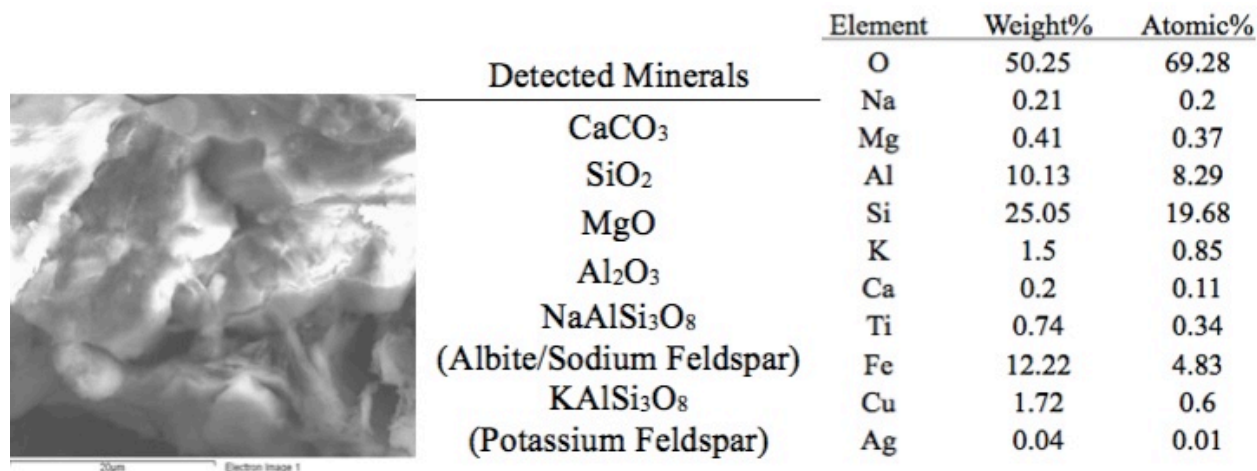 20µm
Electron Image 1
Detected Minerals
CaCO₃
SiO₂
MgO
Al₂O₃
NaAlSi₃O₈
(Albite/Sodium Feldspar)
KAlSi₃O₈
(Potassium Feldspar)
Element Weight% Atomic%
O 50.25 69.28
Na 0.21 0.2
Mg 0.41 0.37
Al 10.13 8.29
Si 25.05 19.68
K 1.5 0.85
Ca 0.2 0.11
Ti 0.74 0.34
Fe 12.22 4.83
Cu 1.72 0.6
Ag 0.04 0.01